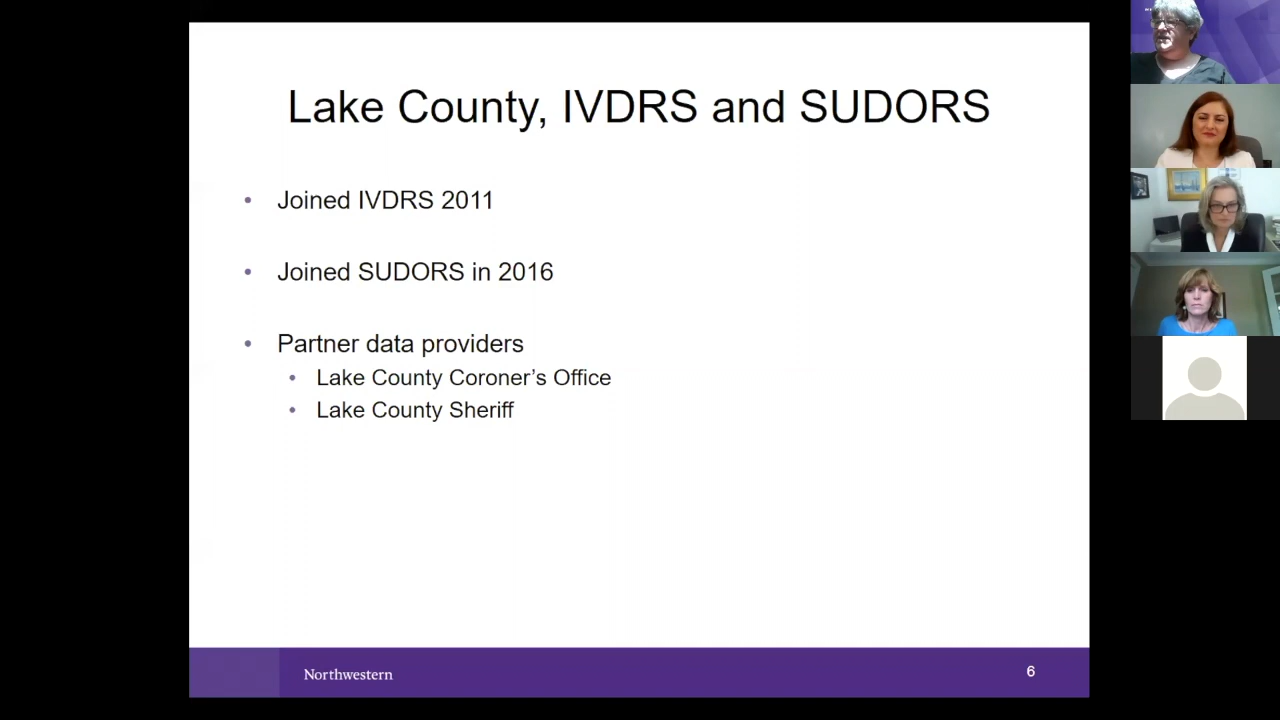 Lake County, IVDRS and SUDORS
• Joined IVDRS 2011
• Joined SUDORS in 2016
• Partner data providers
• Lake County Coroner’s Office
• Lake County Sheriff
Northwestern
6